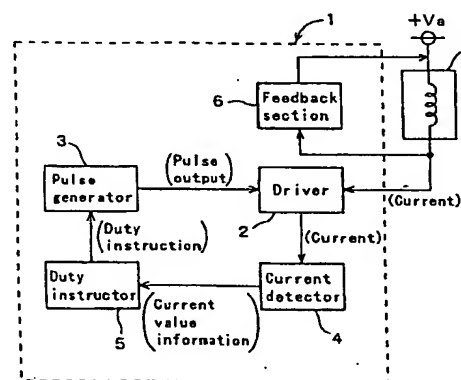 1
+Va
6
Feedback
section
3
(Pulse
output)
Pulse
generator
Driver
(Current)
2
(Duty
instruction)
(Current)
Duty
instructor
Current
detector
5
(Current
value
information)
4